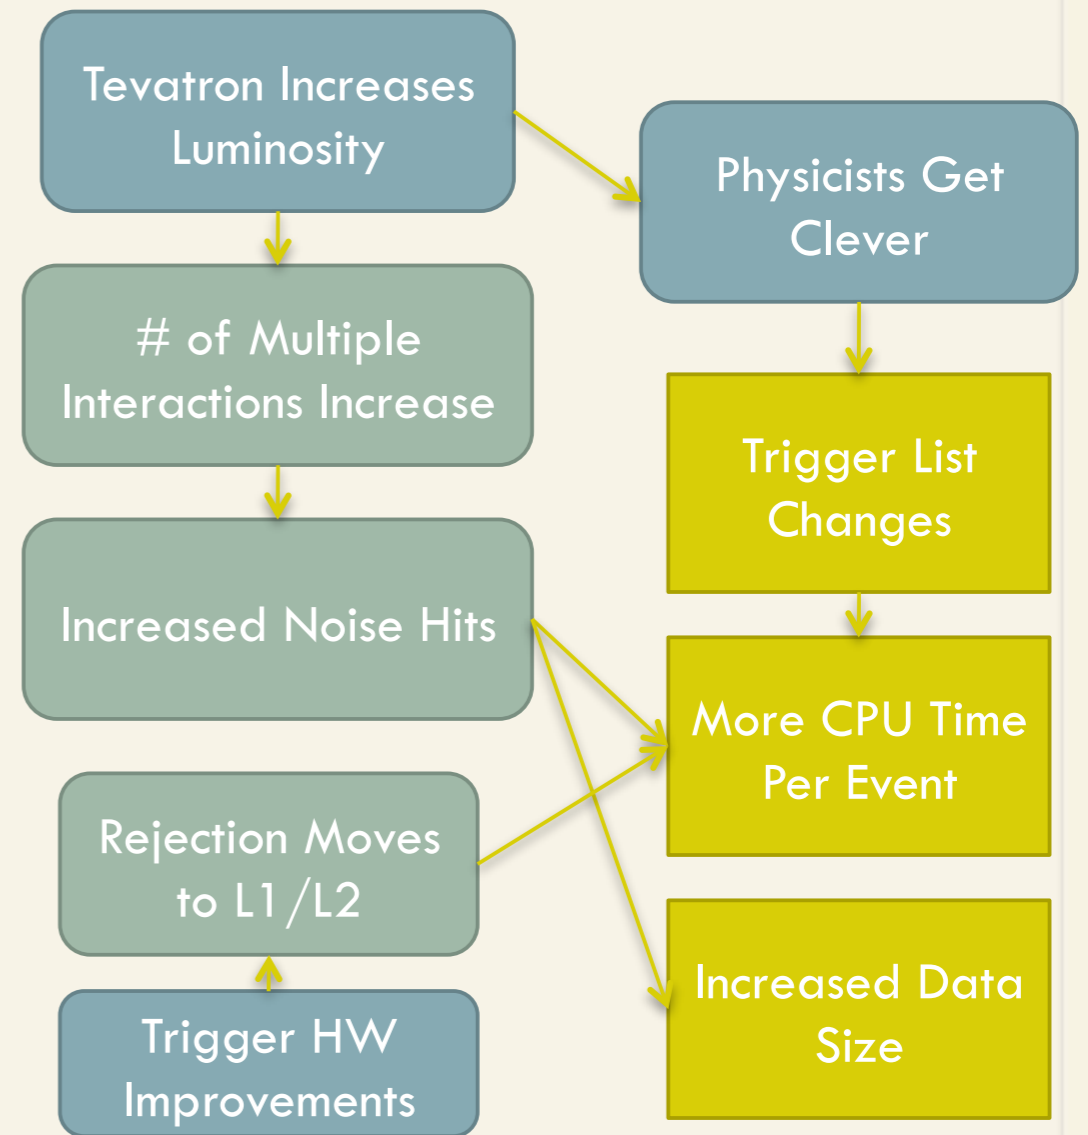 Tevatron Increases
Luminosity
Physicists Get
Clever
# of Multiple
Interactions Increase
Trigger List
Changes
Increased Noise Hits
More CPU Time
Per Event
Rejection Moves
to L1/L2
Increased Data
Size
Trigger HW
Improvements